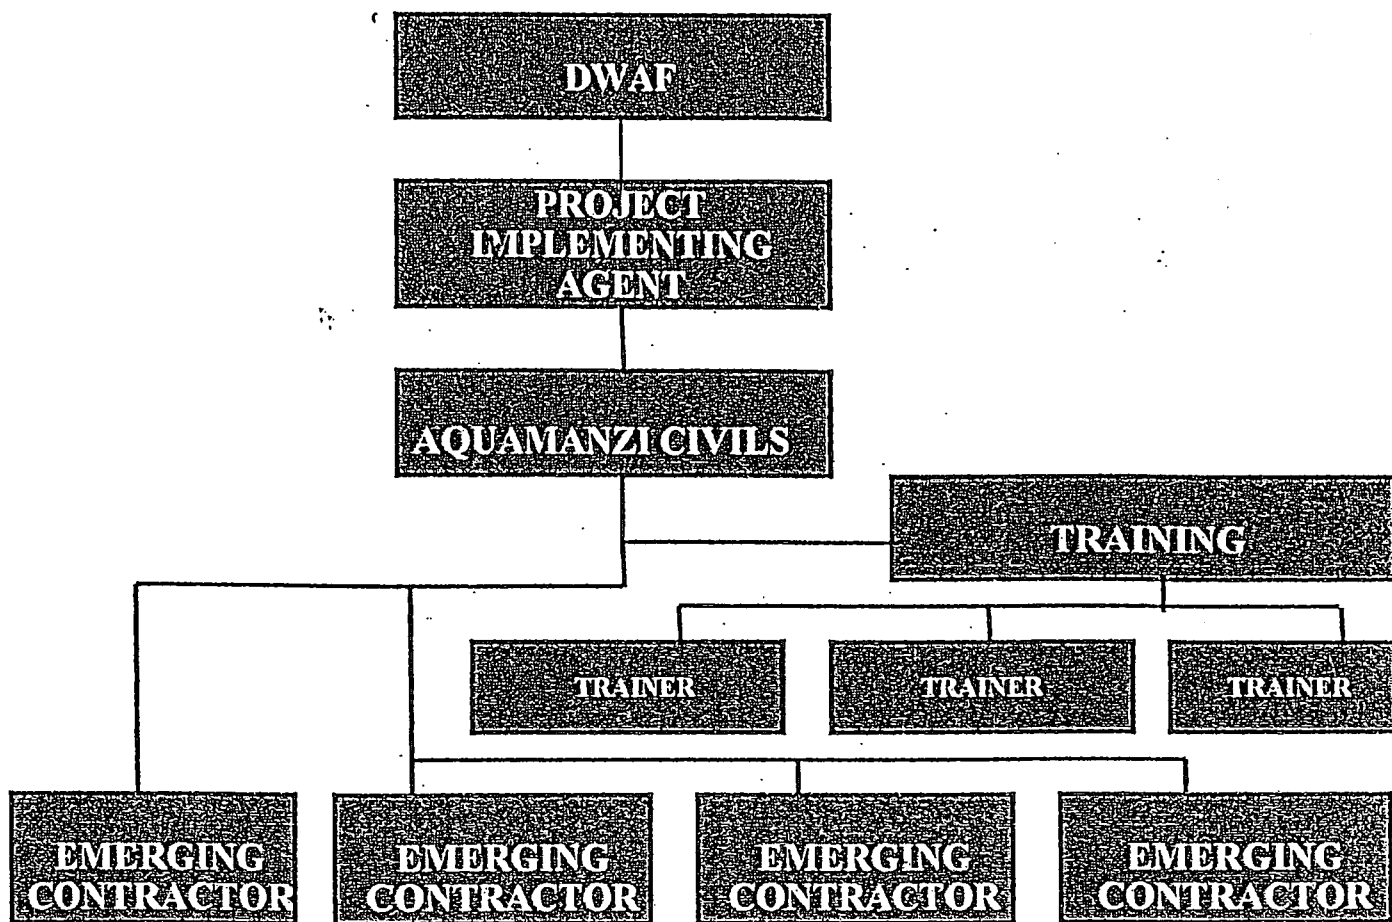 DWAF
PROJECT
IMPLEMENTING
AGENT
AQUAMANZI CIVILS
TRAINING
TRAINER
TRAINER
TRAINER
EMERGING
CONTRACTOR
EMERGING
CONTRACTOR
EMERGING
CONTRACTOR
EMERGING
CONTRACTOR